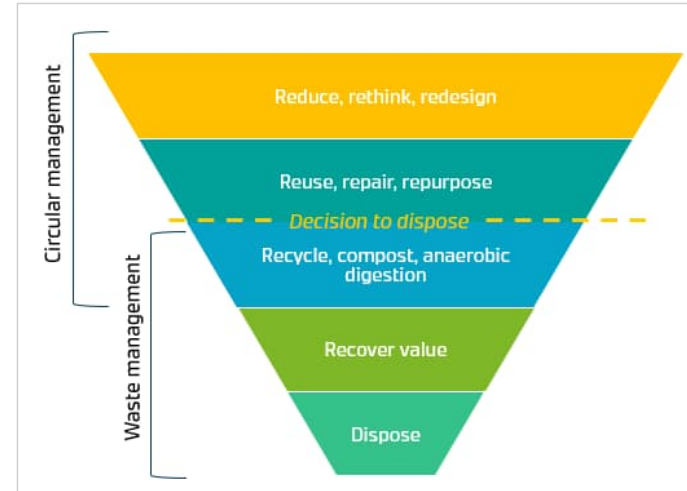 Circular management
Waste management
Reduce, rethink, redesign
Reuse, repair, repurpose
Decision to dispose
Recycle, compost, anaerobic
digestion
Recover value
Dispose